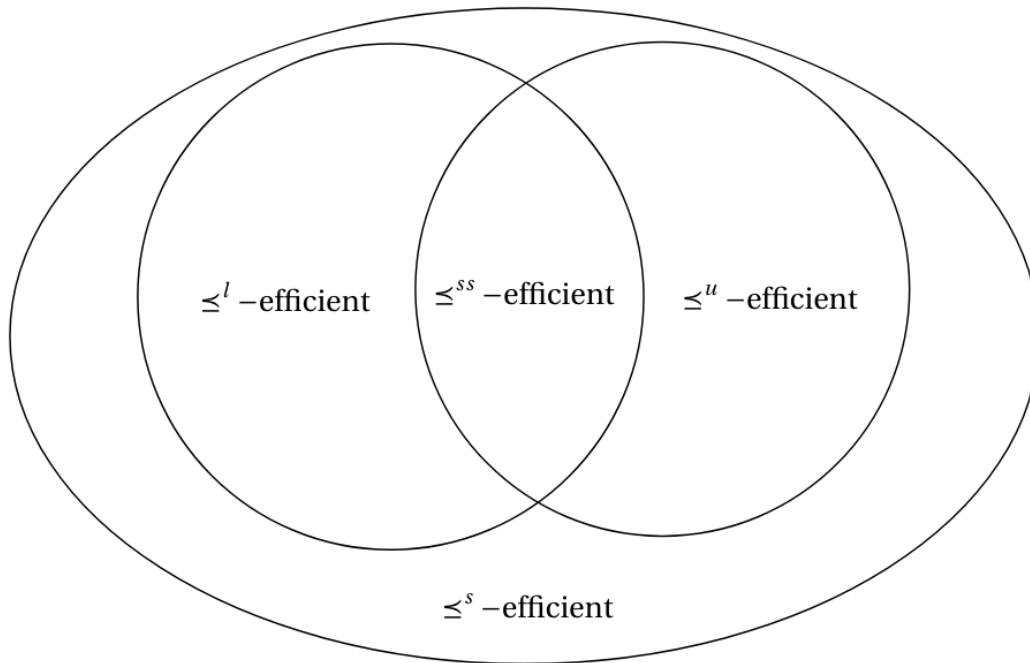 ⪯ˡ −efficient
⪯ˢˢ −efficient
⪯ᵘ −efficient
⪯ˢ −efficient